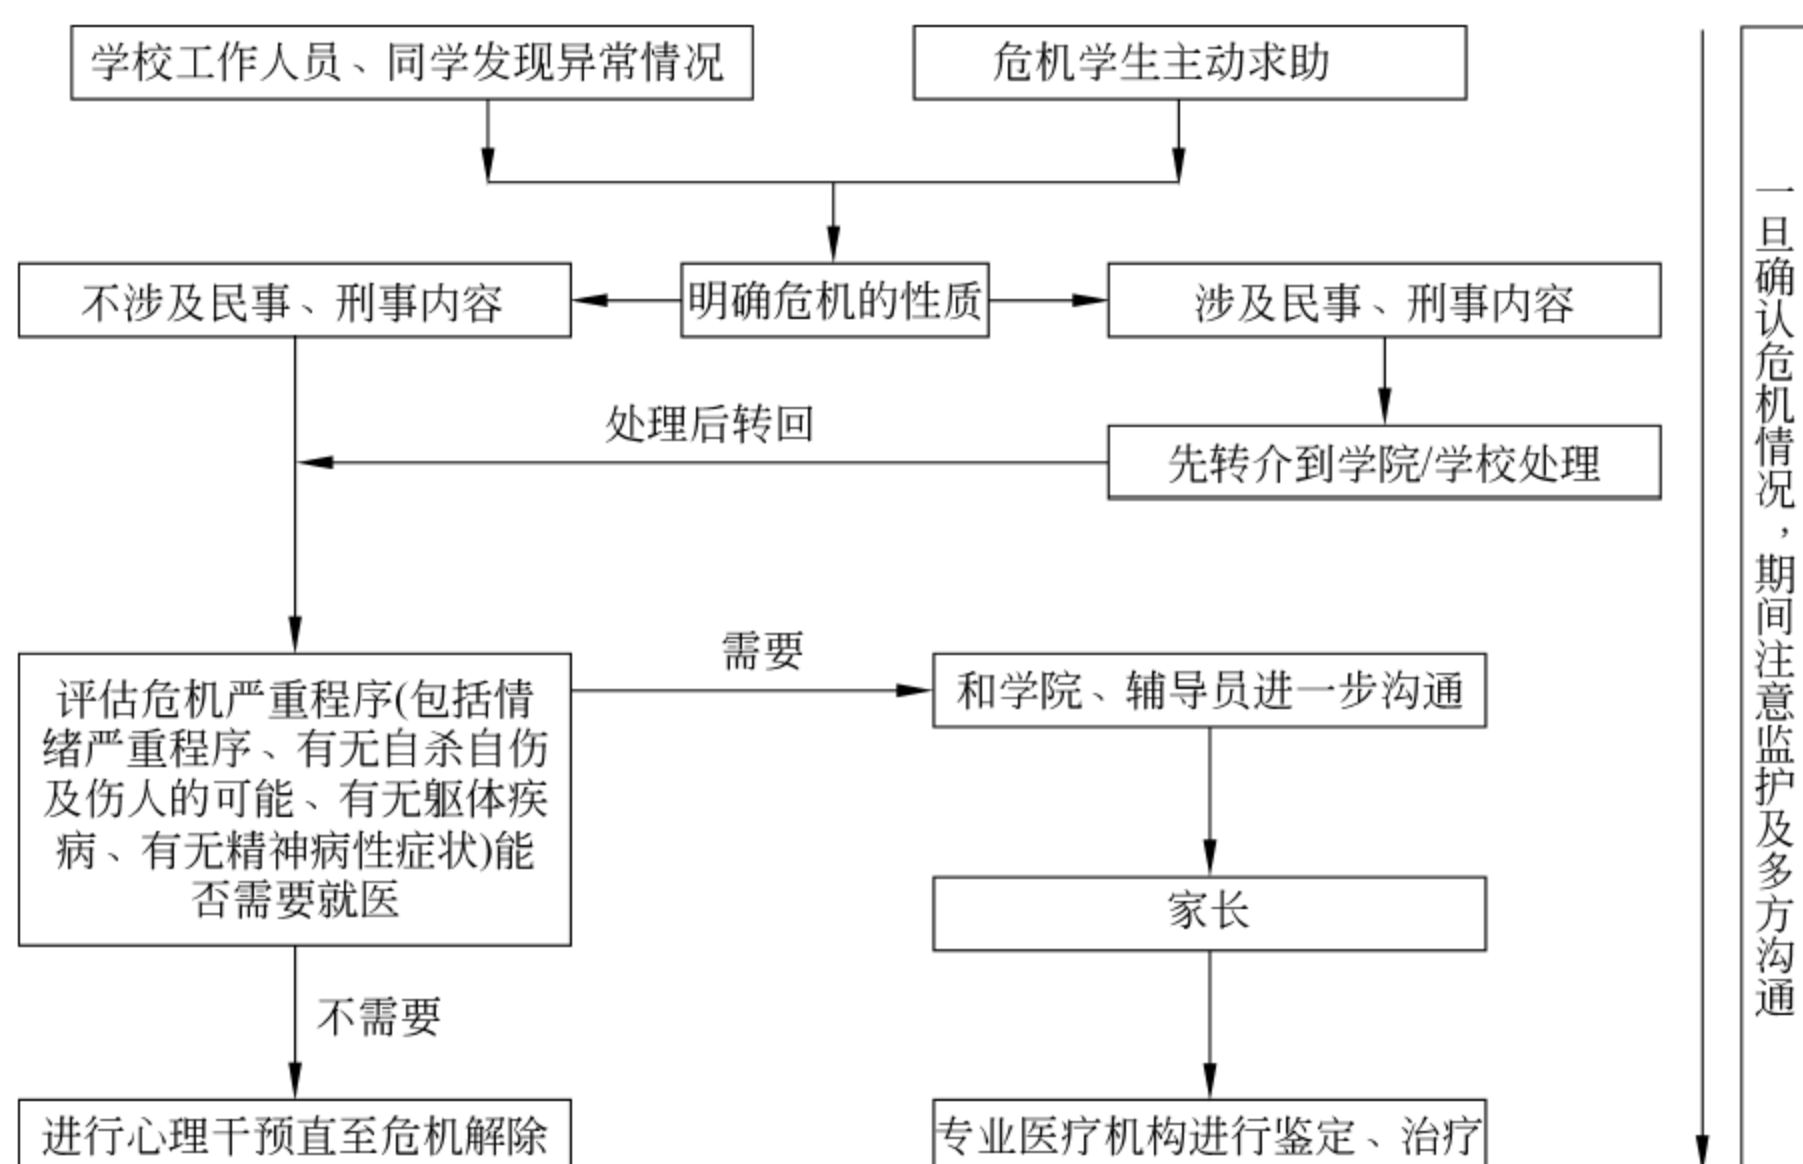 学校工作人员、同学发现异常情况
危机学生主动求助
不涉及民事、刑事内容
明确危机的性质
涉及民事、刑事内容
处理后转回
先转介到学院/学校处理
评估危机严重程序(包括情
绪严重程序、有无自杀自伤
及伤人的可能、有无躯体疾
病、有无精神病性症状)能
否需要就医
需要
和学院、辅导员进一步沟通
家长
不需要
进行心理干预直至危机解除
专业医疗机构进行鉴定、治疗
一旦确认危机情况，期间注意监护及多方沟通